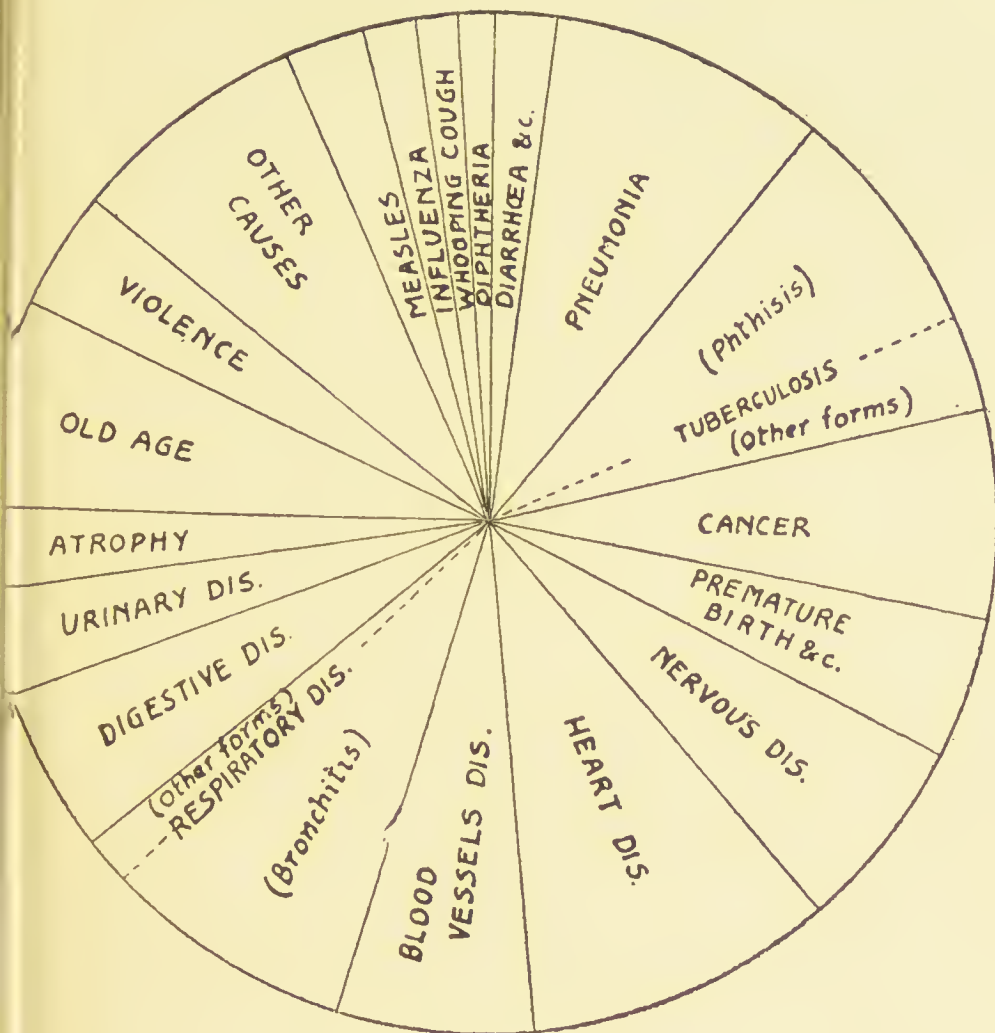 MEASLES
INFLUENZA
WHOOPING COUGH
DIPHTHERIA
DIARRHŒA &c.
PNEUMONIA
(Phthisis)
TUBERCULOSIS
(Other forms)
CANCER
PREMATURE
BIRTH &c.
NERVOUS DIS.
HEART DIS.
BLOOD
VESSELS DIS.
(Bronchitis)
RESPIRATORY DIS.
(Other forms)
DIGESTIVE DIS.
URINARY DIS.
ATROPHY
OLD AGE
VIOLENCE
OTHER
CAUSES